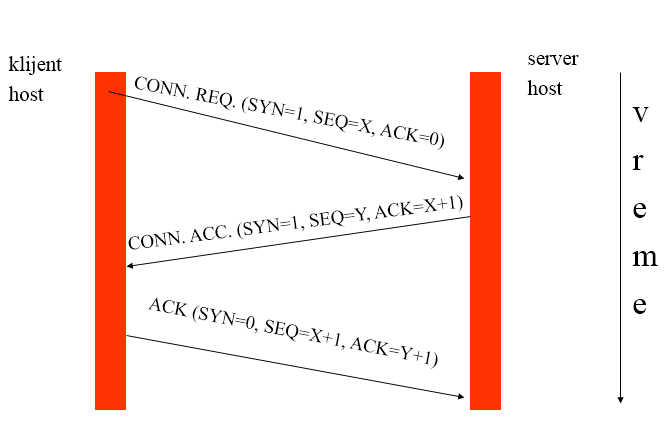 klijent
host
server
host
CONN. REQ. (SYN=1, SEQ=X, ACK=0)
CONN. ACC. (SYN=1, SEQ=Y, ACK=X+1)
ACK (SYN=0, SEQ=X+1, ACK=Y+1)
v
r
e
m
e